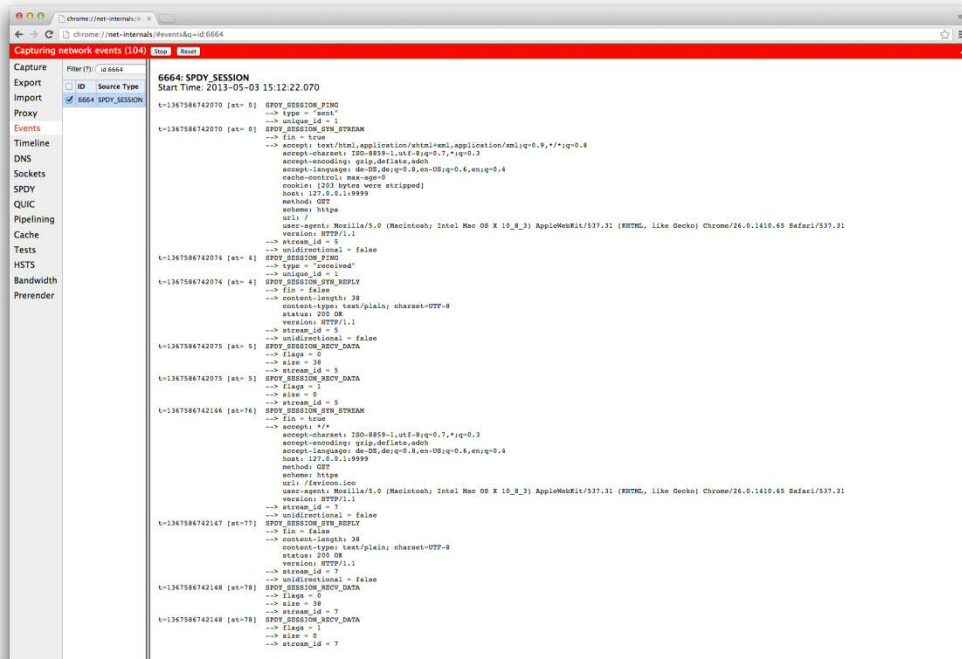 chrome://net-internals/#e
chrome://net-internals/#events&q=id:6664
Capturing network events (104) Stop Reset
Capture
Export
Import
Proxy
Events
Timeline
DNS
Sockets
SPDY
QUIC
Pipelining
Cache
Tests
HSTS
Bandwidth
Prerender
Filter (?): id:6664
ID Source Type
6664 SPDY_SESSION
6664: SPDY_SESSION
Start Time: 2013-05-03 15:12:22.070
t=1367586742070 [st= 0] SPDY_SESSION_PING
--> type = "sent"
--> unique_id = 1
t=1367586742070 [st= 0] SPDY_SESSION_SYN_STREAM
--> fin = true
--> accept: text/html,application/xhtml+xml,application/xml;q=0.9,*/*;q=0.8
accept-charset: ISO-8859-1,utf-8;q=0.7,*;q=0.3
accept-encoding: gzip,deflate,sdch
accept-language: de-DE,de;q=0.8,en-US;q=0.6,en;q=0.4
cache-control: max-age=0
cookie: [203 bytes were stripped]
host: 127.0.0.1:9999
method: GET
scheme: https
url: /
user-agent: Mozilla/5.0 (Macintosh; Intel Mac OS X 10_8_3) AppleWebKit/537.31 (KHTML, like Gecko) Chrome/26.0.1410.65 Safari/537.31
version: HTTP/1.1
--> stream_id = 5
--> unidirectional = false
t=1367586742074 [st= 4] SPDY_SESSION_PING
--> type = "received"
--> unique_id = 1
t=1367586742074 [st= 4] SPDY_SESSION_SYN_REPLY
--> fin = false
--> content-length: 38
content-type: text/plain; charset=UTF-8
status: 200 OK
version: HTTP/1.1
--> stream_id = 5
--> unidirectional = false
t=1367586742075 [st= 5] SPDY_SESSION_RECV_DATA
--> flags = 0
--> size = 38
--> stream_id = 5
t=1367586742075 [st= 5] SPDY_SESSION_RECV_DATA
--> flags = 1
--> size = 0
--> stream_id = 5
t=1367586742146 [st=76] SPDY_SESSION_SYN_STREAM
--> fin = true
--> accept: */*
accept-charset: ISO-8859-1,utf-8;q=0.7,*;q=0.3
accept-encoding: gzip,deflate,sdch
accept-language: de-DE,de;q=0.8,en-US;q=0.6,en;q=0.4
host: 127.0.0.1:9999
method: GET
scheme: https
url: /favicon.ico
user-agent: Mozilla/5.0 (Macintosh; Intel Mac OS X 10_8_3) AppleWebKit/537.31 (KHTML, like Gecko) Chrome/26.0.1410.65 Safari/537.31
version: HTTP/1.1
--> stream_id = 7
--> unidirectional = false
t=1367586742147 [st=77] SPDY_SESSION_SYN_REPLY
--> fin = false
--> content-length: 38
content-type: text/plain; charset=UTF-8
status: 200 OK
version: HTTP/1.1
--> stream_id = 7
--> unidirectional = false
t=1367586742148 [st=78] SPDY_SESSION_RECV_DATA
--> flags = 0
--> size = 38
--> stream_id = 7
t=1367586742148 [st=78] SPDY_SESSION_RECV_DATA
--> flags = 1
--> size = 0
--> stream_id = 7